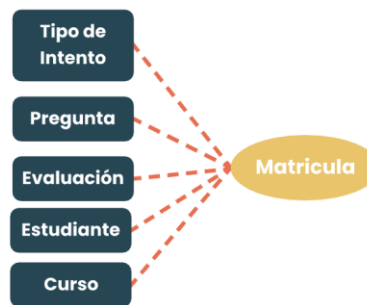 Tipo de
Intento
Pregunta
Evaluación
Estudiante
Curso
Matricula